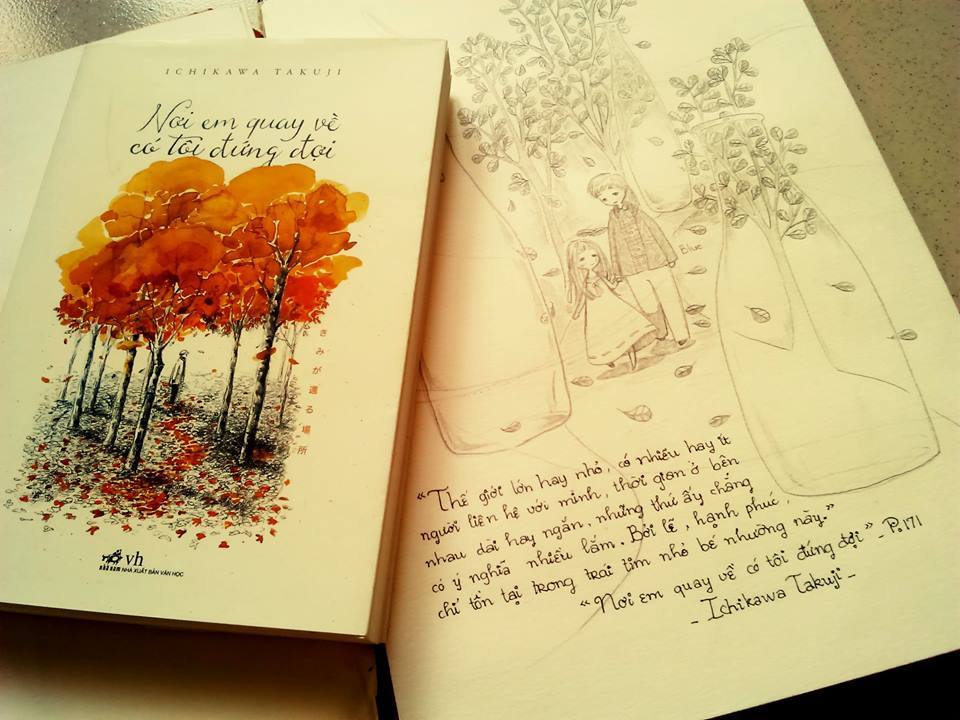 ICHIKAWA TAKUJI
Nơi em quay về
có tôi đứng đợi
きみが還る場所
vh
nhã nam NHÀ XUẤT BẢN VĂN HỌC
Blue
“Thế giới lớn hay nhỏ, có nhiều hay ít
người liên hệ với mình, thời gian ở bên
nhau dài hay ngắn, những thứ ấy chẳng
có ý nghĩa nhiều lắm. Bởi lẽ, hạnh phúc
chỉ tồn tại trong trái tim nhỏ bé nhường này.”
“Nơi em quay về có tôi đứng đợi” - P.171
- Ichikawa Takuji -